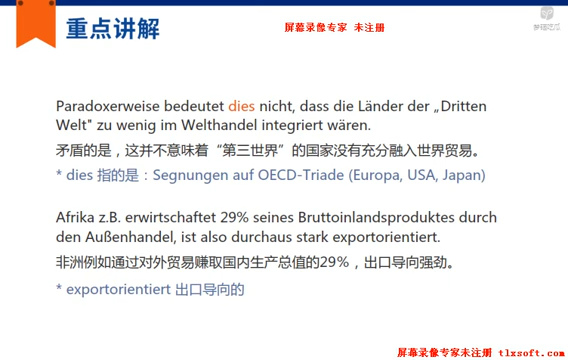 重点讲解
屏幕录像专家 未注册
Paradoxerweise bedeutet dies nicht, dass die Länder der „Dritten
Welt" zu wenig im Welthandel integriert wären.
矛盾的是，这并不意味着“第三世界”的国家没有充分融入世界贸易。
* dies 指的是：Segnungen auf OECD-Triade (Europa, USA, Japan)
Afrika z.B. erwirtschaftet 29% seines Bruttoinlandsproduktes durch
den Außenhandel, ist also durchaus stark exportorientiert.
非洲例如通过对外贸易赚取国内生产总值的29%，出口导向强劲。
* exportorientiert 出口导向的
屏幕录像专家未注册 tlxsoft.com